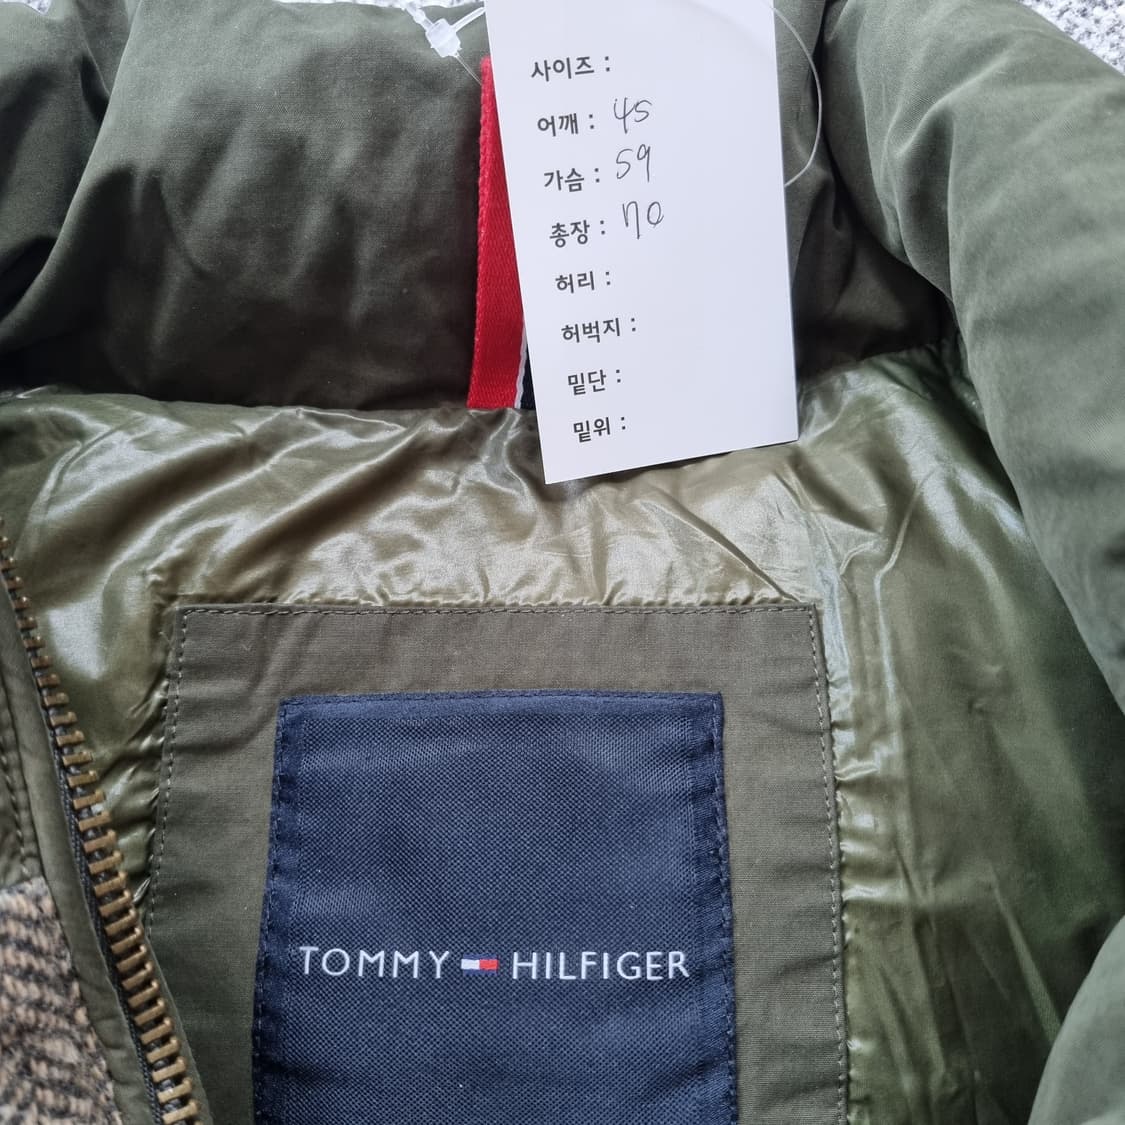 사이즈 :
어깨 : 45
가슴 : 59
총장 : 70
허리 :
허벅지 :
밑단 :
밑위 :
TOMMY HILFIGER